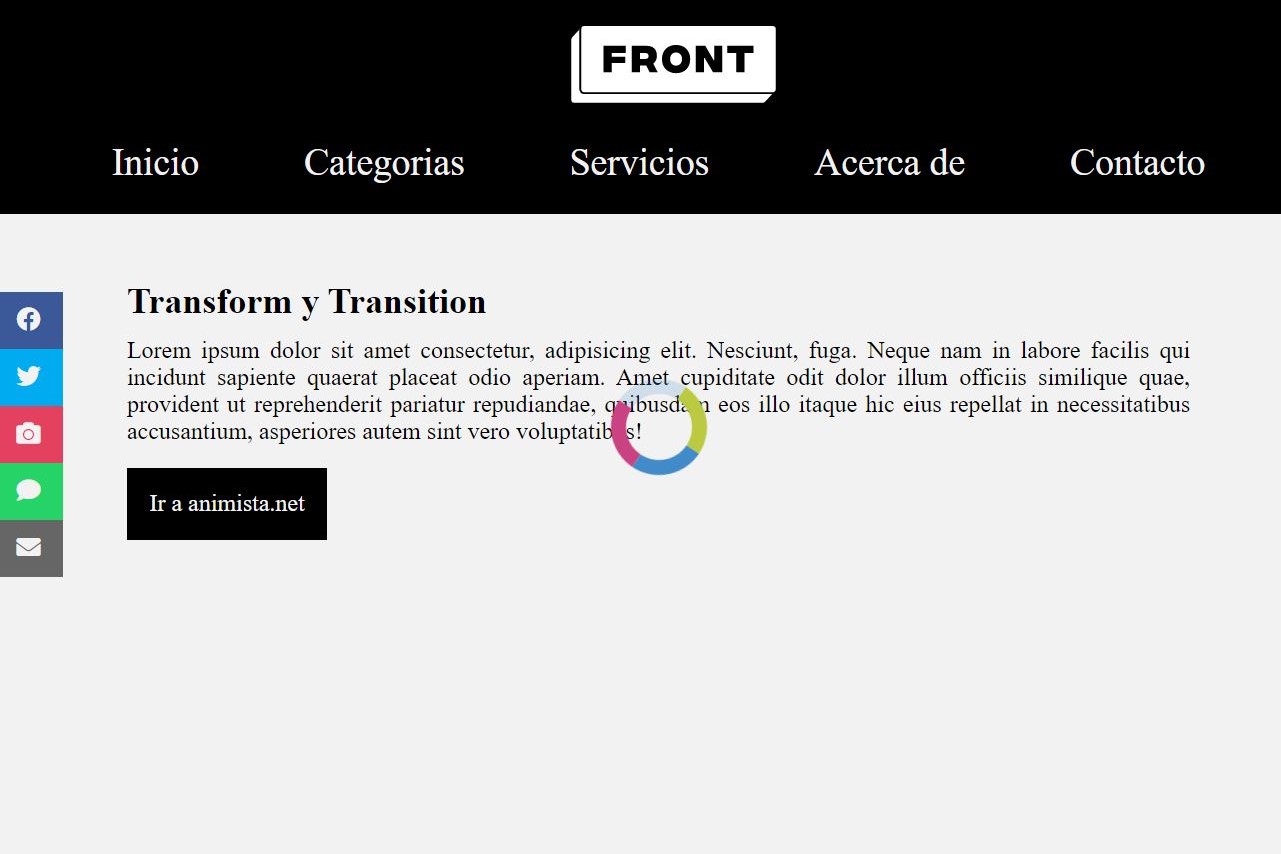 FRONT
Inicio Categorias Servicios Acerca de Contacto
Transform y Transition
Lorem ipsum dolor sit amet consectetur, adipisicing elit. Nesciunt, fuga. Neque nam in labore facilis qui
incidunt sapiente quaerat placeat odio aperiam. Amet cupiditate odit dolor illum officiis similique quae,
provident ut reprehenderit pariatur repudiandae, quibusdam eos illo itaque hic eius repellat in necessitatibus
accusantium, asperiores autem sint vero voluptatibus!
Ir a animista.net